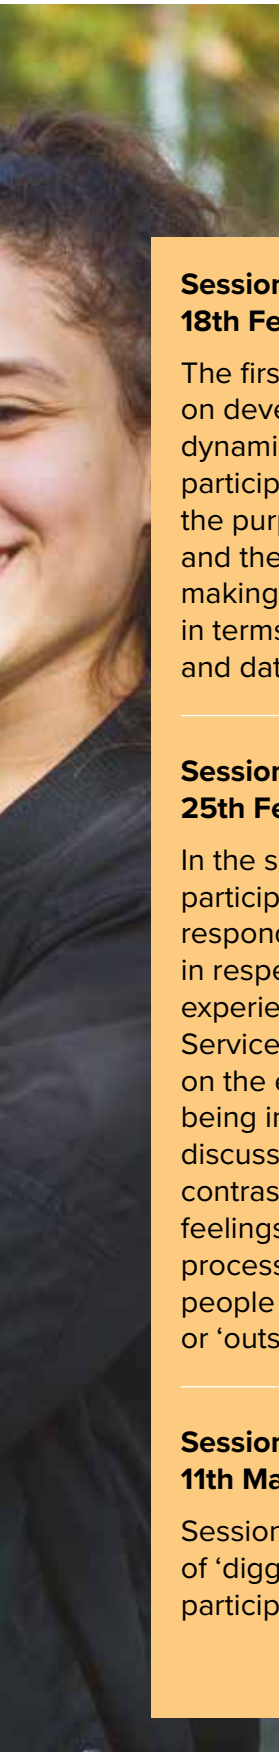 Session
18th Fe
The firs
on deve
dynami
particip
the pur
and the
making
in terms
and dat
Session
25th Fe
In the s
particip
respond
in respe
experie
Service
on the e
being in
discuss
contras
feelings
process
people
or ‘outs
Session
11th Ma
Session
of ‘digg
particip